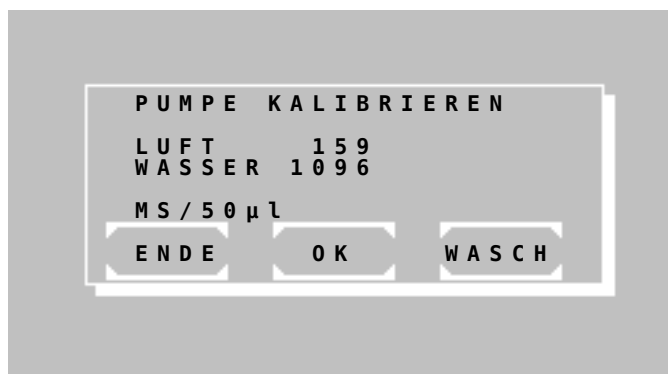 PUMPE KALIBRIEREN
LUFT 159
WASSER 1096
MS/50µl
ENDE OK WASCH